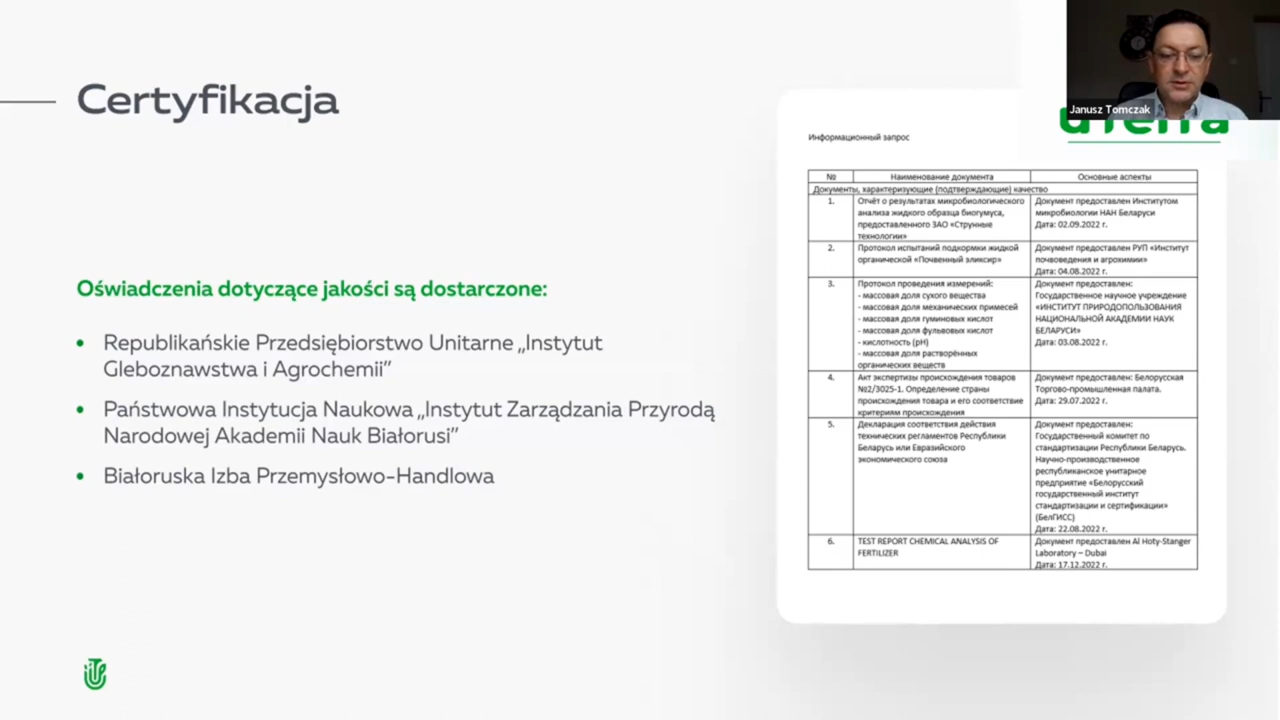 Certyfikacja
Oświadczenia dotyczące jakości są dostarczone:
Republikańskie Przedsiębiorstwo Unitarne „Instytut
Gleboznawstwa i Agrochemii”
Państwowa Instytucja Naukowa „Instytut Zarządzania Przyrodą
Narodowej Akademii Nauk Białorusi”
Białoruska Izba Przemysłowo-Handlowa
Janusz Tomczak
Информационный запрос
№ Наименование документа Основные аспекты
Документы, характеризующие (подтверждающие) качество
1. Отчёт о результатах микробиологического
анализа жидкого образца биогумуса,
предоставленного ЗАО «Струнные
технологии»
Документ предоставлен Институтом
микробиологии НАН Беларуси
Дата: 02.09.2022 г.
2. Протокол испытаний подкормки жидкой
органической «Почвенный эликсир»
Документ предоставлен РУП «Институт
почвоведения и агрохимии»
Дата: 04.08.2022 г.
3. Протокол проведения измерений:
- массовая доля сухого вещества
- массовая доля механических примесей
- массовая доля гуминовых кислот
- массовая доля фульвовых кислот
- кислотность (pH)
- массовая доля растворённых
органических веществ
Документ предоставлен:
Государственное научное учреждение
«ИНСТИТУТ ПРИРОДОПОЛЬЗОВАНИЯ
НАЦИОНАЛЬНОЙ АКАДЕМИИ НАУК
БЕЛАРУСИ»
Дата: 03.08.2022 г.
4. Акт экспертизы происхождения товаров
№2/3025-1. Определение страны
происхождения товара и его соответствие
критериям происхождения
Документ предоставлен: Белорусская
Торгово-промышленная палата.
Дата: 29.07.2022 г.
5. Декларация соответствия действия
технических регламентов Республики
Беларусь или Евразийского
экономического союза
Документ предоставлен:
Государственный комитет по
стандартизации Республики Беларусь.
Научно-производственное
республиканское унитарное
предприятие «Белорусский
государственный институт
стандартизации и сертификации»
(БелГИСС)
Дата: 22.08.2022 г.
6. TEST REPORT CHEMICAL ANALYSIS OF
FERTILIZER
Документ предоставлен Al Hoty-Stanger
Laboratory – Dubai
Дата: 17.12.2022 г.